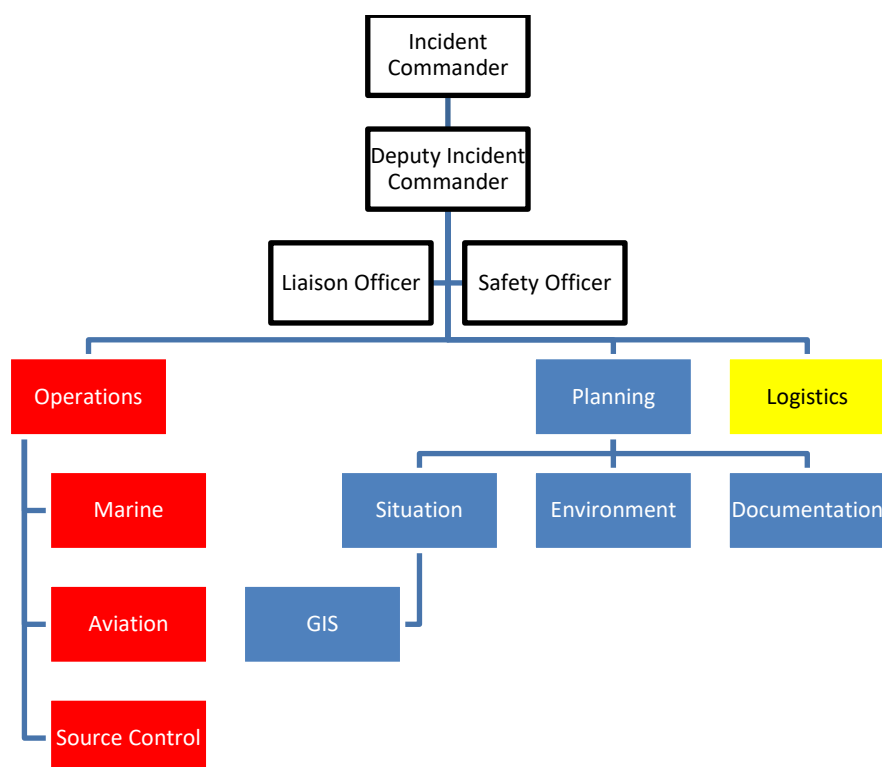 Incident
Commander
Deputy Incident
Commander
Liaison Officer
Safety Officer
Operations
Planning
Logistics
Marine
Situation
Environment
Documentation
Aviation
GIS
Source Control